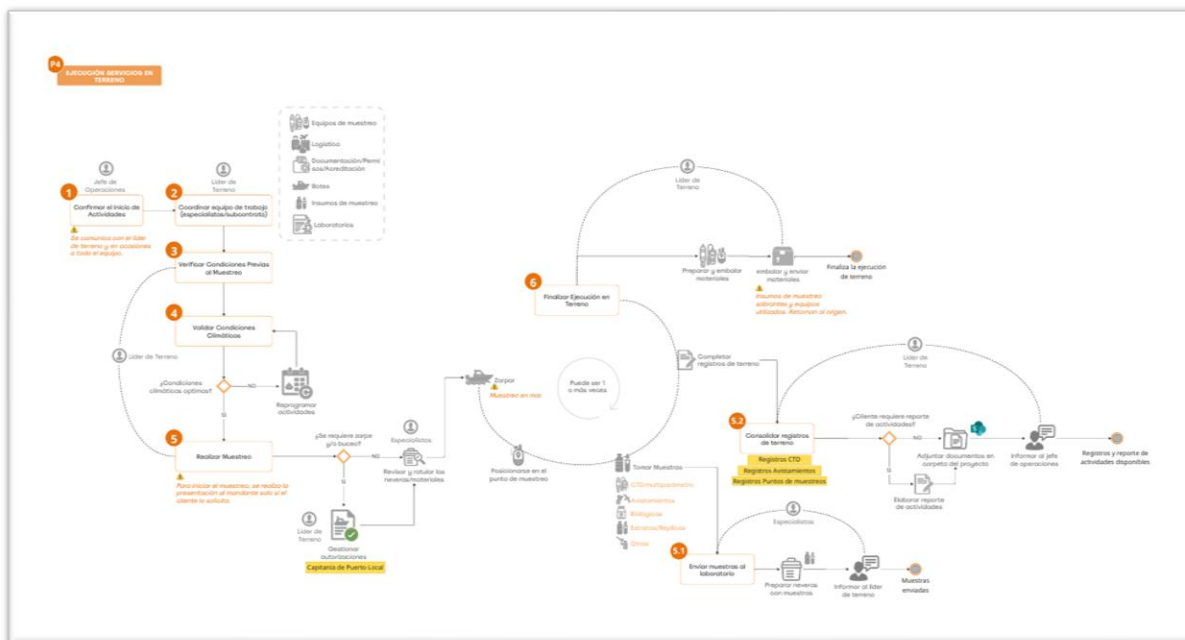 P4
EJECUCIÓN SERVICIOS EN
TERRENO
Equipos de muestreo
Logística
Documentación/Permi
sos/Acreditación
Botes
Insumos de muestreo
Laboratorios
Jefe de
Operaciones
1
Confirmar el Inicio de
Actividades
Se comunica con el líder
de terreno y en ocasiones
a todo el equipo.
Líder de
Terreno
2
Coordinar equipo de trabajo
(especialistas/subcontrato)
3
Verificar Condiciones Previas
al Muestreo
4
Validar Condiciones
Climáticas
Líder de Terreno
¿Condiciones
climáticas optimas?
NO
Reprogramar
actividades
SI
5
Realizar Muestreo
Para iniciar el muestreo, se realiza la
presentación al mandante solo si el
cliente lo solicita.
¿Se requiere zarpe
y/o buceo?
NO
SI
Líder de
Terreno
Gestionar
autorizaciones
Capitanía de Puerto Local
Especialistas
Revisar y rotular las
neveras/materiales
Zarpar
Muestreo en mar
Posicionarse en el
punto de muestreo
Puede ser 1
o más veces
6
Finalizar Ejecución en
Terreno
Líder de
Terreno
Preparar y embalar
materiales
embalar y enviar
materiales
Insumos de muestreo
sobrantes y equipos
utilizados. Retornan al origen.
Finaliza la ejecución
de terreno
Completar
registros de terreno
Tomar Muestras
CTD/multiparámetro
Avistamientos
Biológicas
Estratos/Réplicas
Otros
5.2
Consolidar registros
de terreno
Registros CTD
Registros Avistamientos
Registros Puntos de muestreos
Líder de
Terreno
¿Cliente requiere reporte
de actividades?
NO
SI
Adjuntar documentos en
carpeta del proyecto
Elaborar reporte
de actividades
Informar al jefe
de operaciones
Registros y reporte de
actividades disponibles
5.1
Enviar muestras al
laboratorio
Especialistas
Preparar neveras
con muestras
Informar al líder
de terreno
Muestras
enviadas